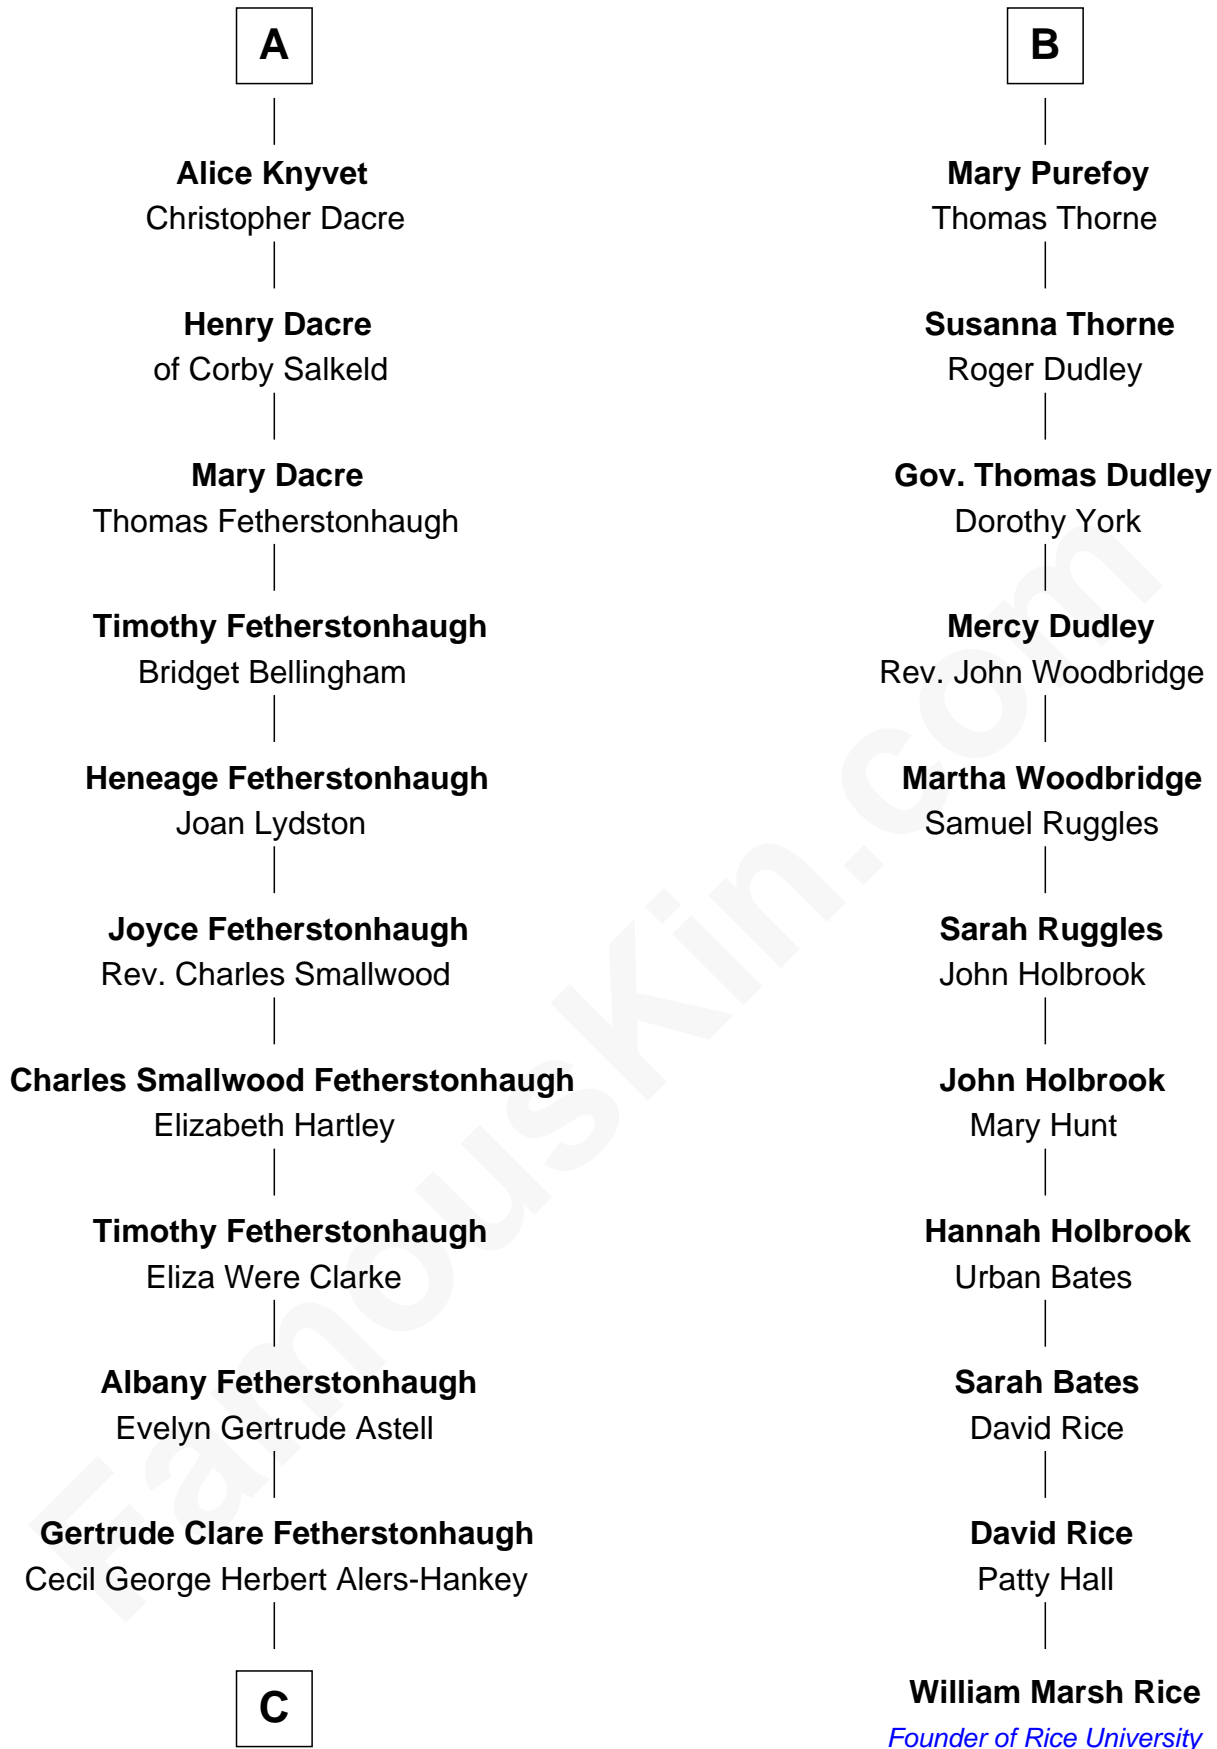 A
Alice Knyvet
Christopher Dacre
Henry Dacre
of Corby Salkeld
Mary Dacre
Thomas Fetherstonhaugh
Timothy Fetherstonhaugh
Bridget Bellingham
Heneage Fetherstonhaugh
Joan Lydston
Joyce Fetherstonhaugh
Rev. Charles Smallwood
Charles Smallwood Fetherstonhaugh
Elizabeth Hartley
Timothy Fetherstonhaugh
Eliza Were Clarke
Albany Fetherstonhaugh
Evelyn Gertrude Astell
Gertrude Clare Fetherstonhaugh
Cecil George Herbert Alers-Hankey
C
B
Mary Purefoy
Thomas Thorne
Susanna Thorne
Roger Dudley
Gov. Thomas Dudley
Dorothy York
Mercy Dudley
Rev. John Woodbridge
Martha Woodbridge
Samuel Ruggles
Sarah Ruggles
John Holbrook
John Holbrook
Mary Hunt
Hannah Holbrook
Urban Bates
Sarah Bates
David Rice
David Rice
Patty Hall
William Marsh Rice
Founder of Rice University
FamousKin.com